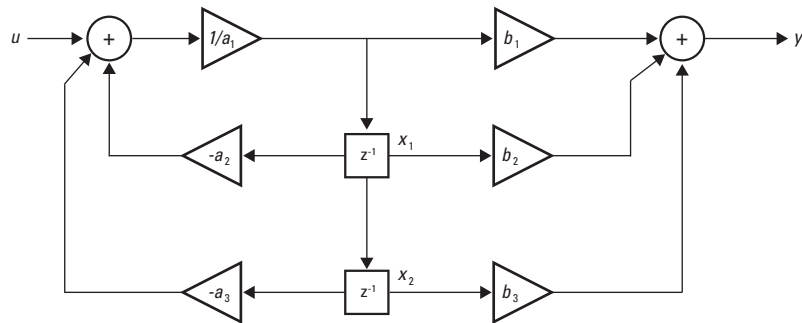 u + 1/a₁ b₁ + y
-a₂ z⁻¹ x₁ b₂
-a₃ z⁻¹ x₂ b₃